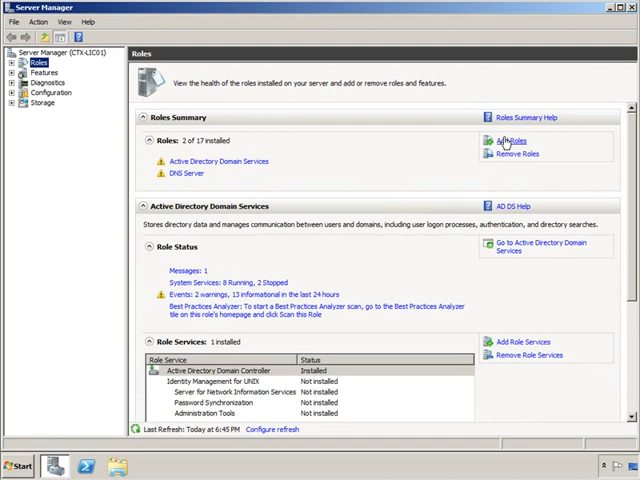 Server Manager
File Action View Help
Server Manager (CTX-LIC01)
Roles
Features
Diagnostics
Configuration
Storage
Roles
View the health of the roles installed on your server and add or remove roles and features.
Roles Summary
Roles Summary Help
Roles: 2 of 17 installed
Add Roles
Remove Roles
Active Directory Domain Services
DNS Server
Active Directory Domain Services
AD DS Help
Stores directory data and manages communication between users and domains, including user logon processes, authentication, and directory searches.
Role Status
Go to Active Directory Domain
Services
Messages: 1
System Services: 8 Running, 2 Stopped
Events: 2 warnings, 13 informational in the last 24 hours
Best Practices Analyzer: To start a Best Practices Analyzer scan, go to the Best Practices Analyzer
tile on this role's homepage and click Scan this Role
Role Services: 1 installed
Add Role Services
Remove Role Services
Role Service Status
Active Directory Domain Controller Installed
Identity Management for UNIX Not installed
Server for Network Information Services Not installed
Password Synchronization Not installed
Administration Tools Not installed
Last Refresh: Today at 6:45 PM Configure refresh
Start